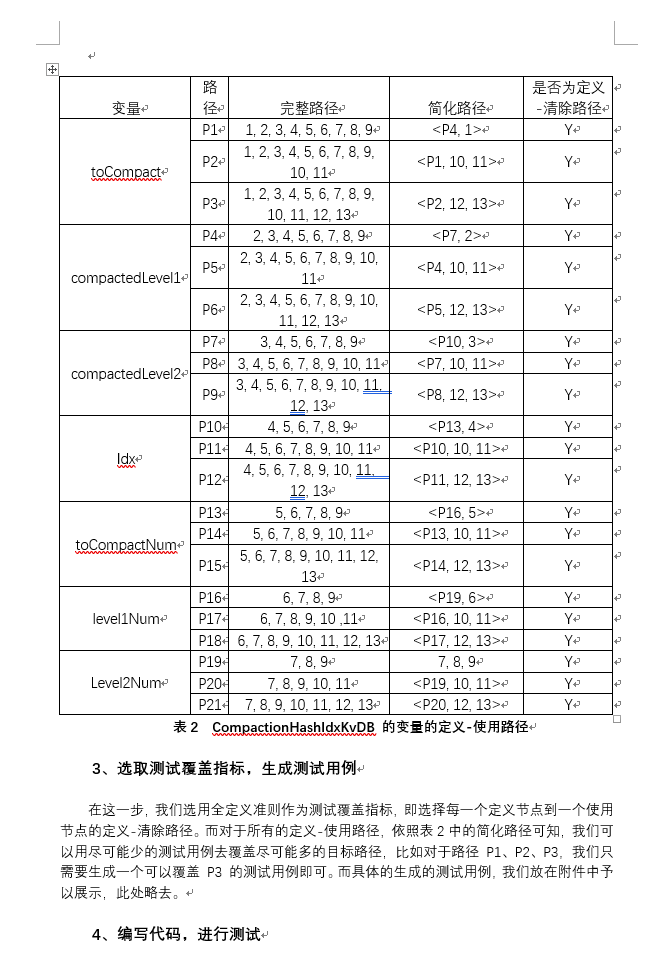 变量 路径 完整路径 简化路径 是否为定义-清除路径
toCompact P1 1, 2, 3, 4, 5, 6, 7, 8, 9 <P4, 1> Y
P2 1, 2, 3, 4, 5, 6, 7, 8, 9, 10, 11 <P1, 10, 11> Y
P3 1, 2, 3, 4, 5, 6, 7, 8, 9, 10, 11, 12, 13 <P2, 12, 13> Y
compactedLevel1 P4 2, 3, 4, 5, 6, 7, 8, 9 <P7, 2> Y
P5 2, 3, 4, 5, 6, 7, 8, 9, 10, 11 <P4, 10, 11> Y
P6 2, 3, 4, 5, 6, 7, 8, 9, 10, 11, 12, 13 <P5, 12, 13> Y
compactedLevel2 P7 3, 4, 5, 6, 7, 8, 9 <P10, 3> Y
P8 3, 4, 5, 6, 7, 8, 9, 10, 11 <P7, 10, 11> Y
P9 3, 4, 5, 6, 7, 8, 9, 10, 11, 12, 13 <P8, 12, 13> Y
Idx P10 4, 5, 6, 7, 8, 9 <P13, 4> Y
P11 4, 5, 6, 7, 8, 9, 10, 11 <P10, 10, 11> Y
P12 4, 5, 6, 7, 8, 9, 10, 11, 12, 13 <P11, 12, 13> Y
toCompactNum P13 5, 6, 7, 8, 9 <P16, 5> Y
P14 5, 6, 7, 8, 9, 10, 11 <P13, 10, 11> Y
P15 5, 6, 7, 8, 9, 10, 11, 12, 13 <P14, 12, 13> Y
level1Num P16 6, 7, 8, 9 <P19, 6> Y
P17 6, 7, 8, 9, 10 ,11 <P16, 10, 11> Y
P18 6, 7, 8, 9, 10, 11, 12, 13 <P17, 12, 13> Y
Level2Num P19 7, 8, 9 7, 8, 9 Y
P20 7, 8, 9, 10, 11 <P19, 10, 11> Y
P21 7, 8, 9, 10, 11, 12, 13 <P20, 12, 13> Y
表 2 CompactionHashIdxKvDB 的变量的定义-使用路径
3、选取测试覆盖指标，生成测试用例
在这一步，我们选用全定义准则作为测试覆盖指标，即选择每一个定义节点到一个使用
节点的定义-清除路径。而对于所有的定义-使用路径，依照表 2 中的简化路径可知，我们可
以用尽可能少的测试用例去覆盖尽可能多的目标路径，比如对于路径 P1、P2、P3，我们只
需要生成一个可以覆盖 P3 的测试用例即可。而具体的生成的测试用例，我们放在附件中予
以展示，此处略去。
4、编写代码，进行测试